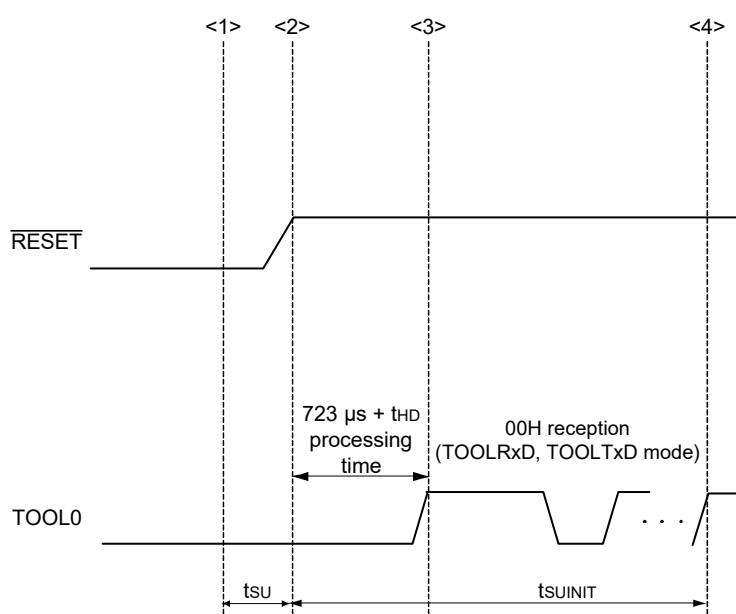 <1> <2> <3> <4>
RESET
723 µs + tHD
processing
time
00H reception
(TOOLRxD, TOOLTxD mode)
TOOL0
. . .
tSU
tSUINIT